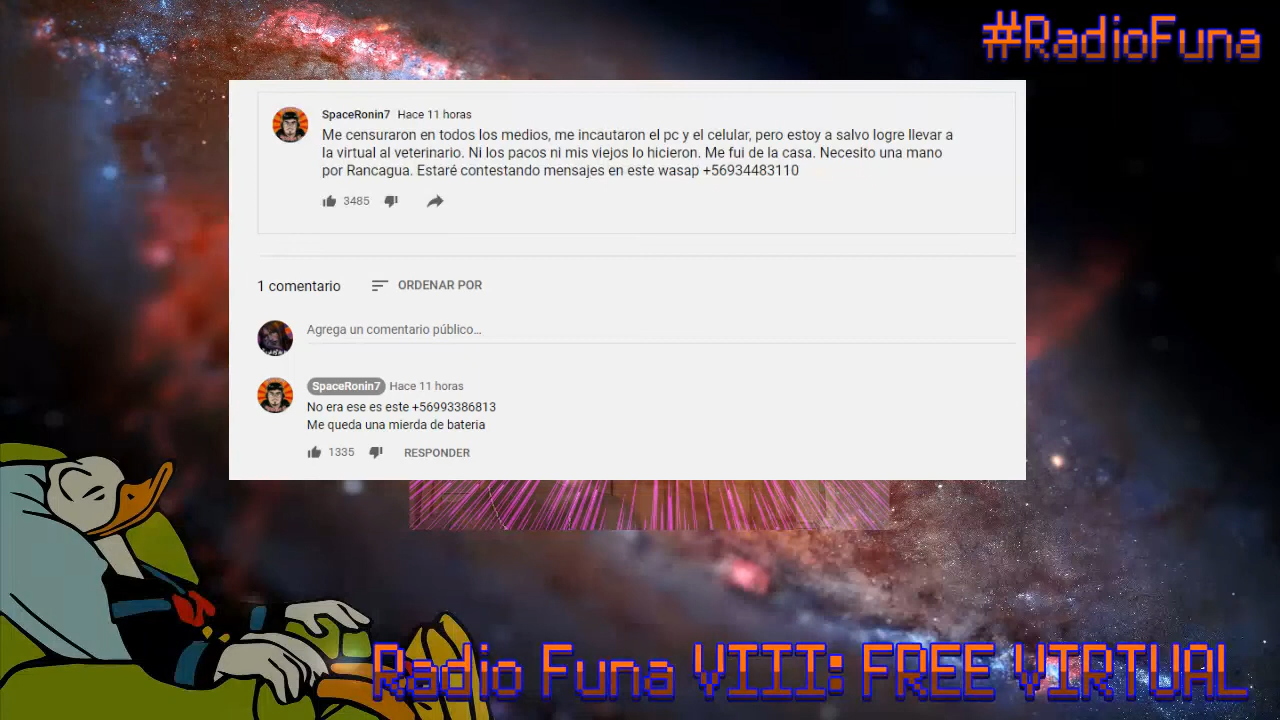 #RadioFuna
SpaceRonin7 Hace 11 horas
Me censuraron en todos los medios, me incautaron el pc y el celular, pero estoy a salvo logre llevar a
la virtual al veterinario. Ni los pacos ni mis viejos lo hicieron. Me fui de la casa. Necesito una mano
por Rancagua. Estaré contestando mensajes en este wasap +56934483110
3485
1 comentario ORDENAR POR
Agrega un comentario público...
SpaceRonin7 Hace 11 horas
No era ese es este +56993386813
Me queda una mierda de bateria
1335 RESPONDER
Radio Funa VIII: FREE VIRTUAL